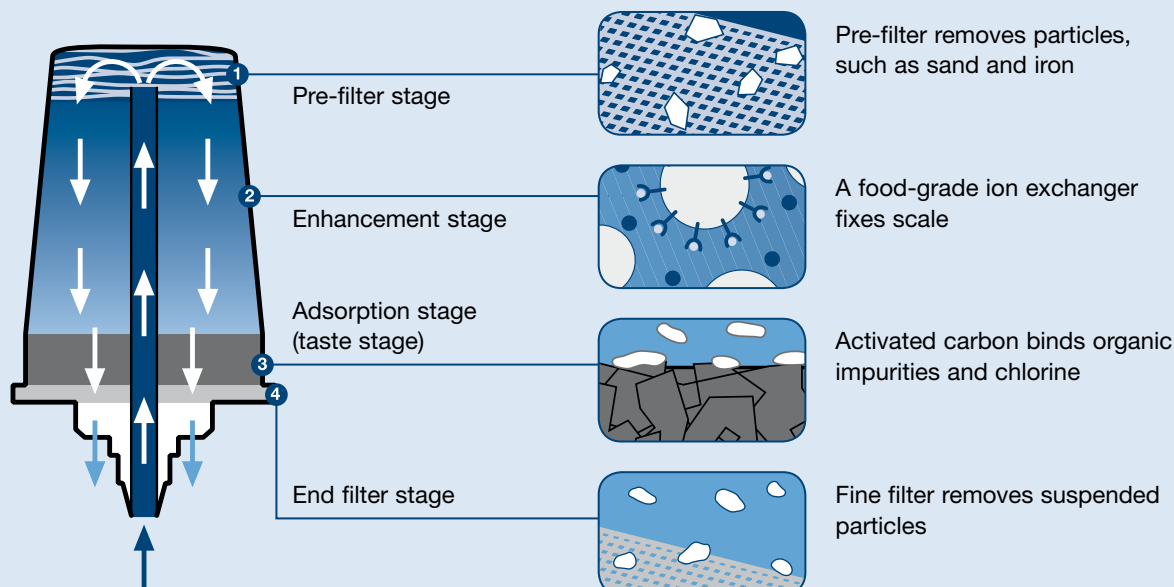 1
Pre-filter stage
Pre-filter removes particles,
such as sand and iron
2
Enhancement stage
A food-grade ion exchanger
fixes scale
Adsorption stage
(taste stage)
3
Activated carbon binds organic
impurities and chlorine
4
End filter stage
Fine filter removes suspended
particles